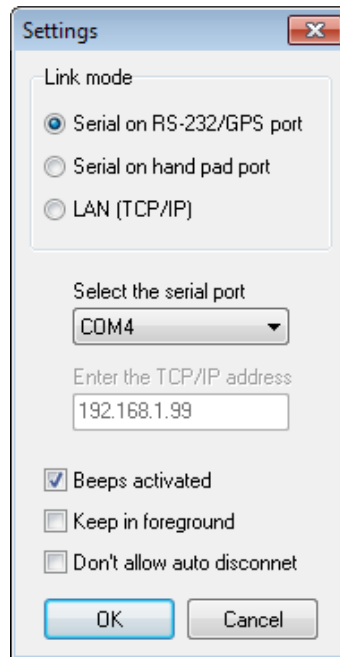 Settings
Link mode
Serial on RS-232/GPS port
Serial on hand pad port
LAN (TCP/IP)
Select the serial port
COM4
Enter the TCP/IP address
192.168.1.99
Beeps activated
Keep in foreground
Don't allow auto disconnet
OK Cancel